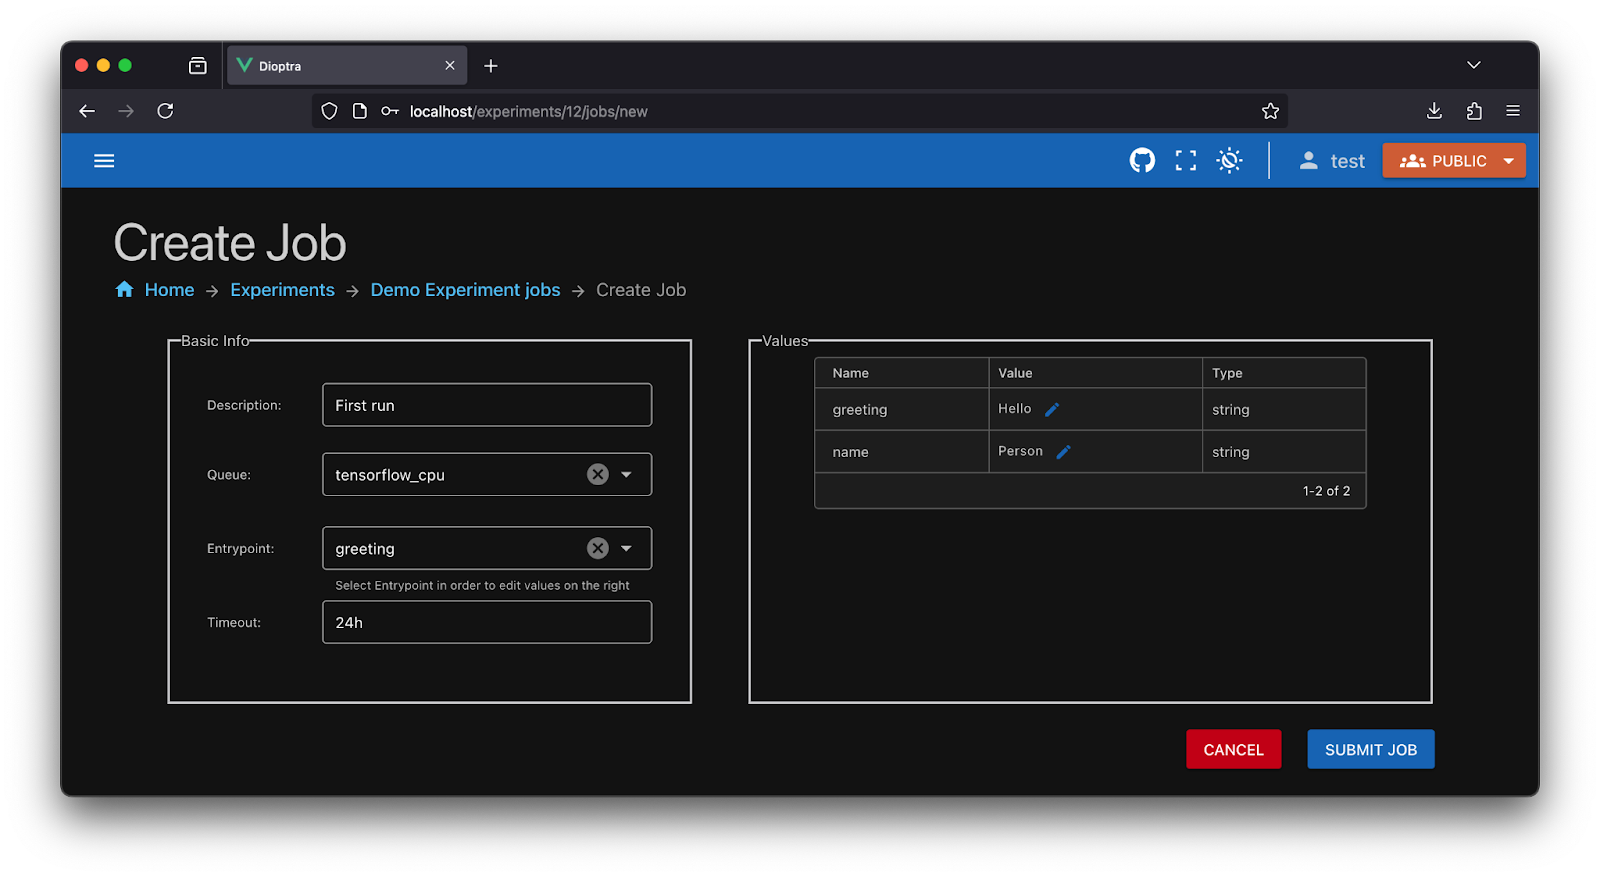 Dioptra
localhost/experiments/12/jobs/new
test PUBLIC
Create Job
Home → Experiments → Demo Experiment jobs → Create Job
Basic Info
Description: First run
Queue: tensorflow_cpu
Entrypoint: greeting
Select Entrypoint in order to edit values on the right
Timeout: 24h
Values
Name Value Type
greeting Hello string
name Person string
1-2 of 2
CANCEL SUBMIT JOB